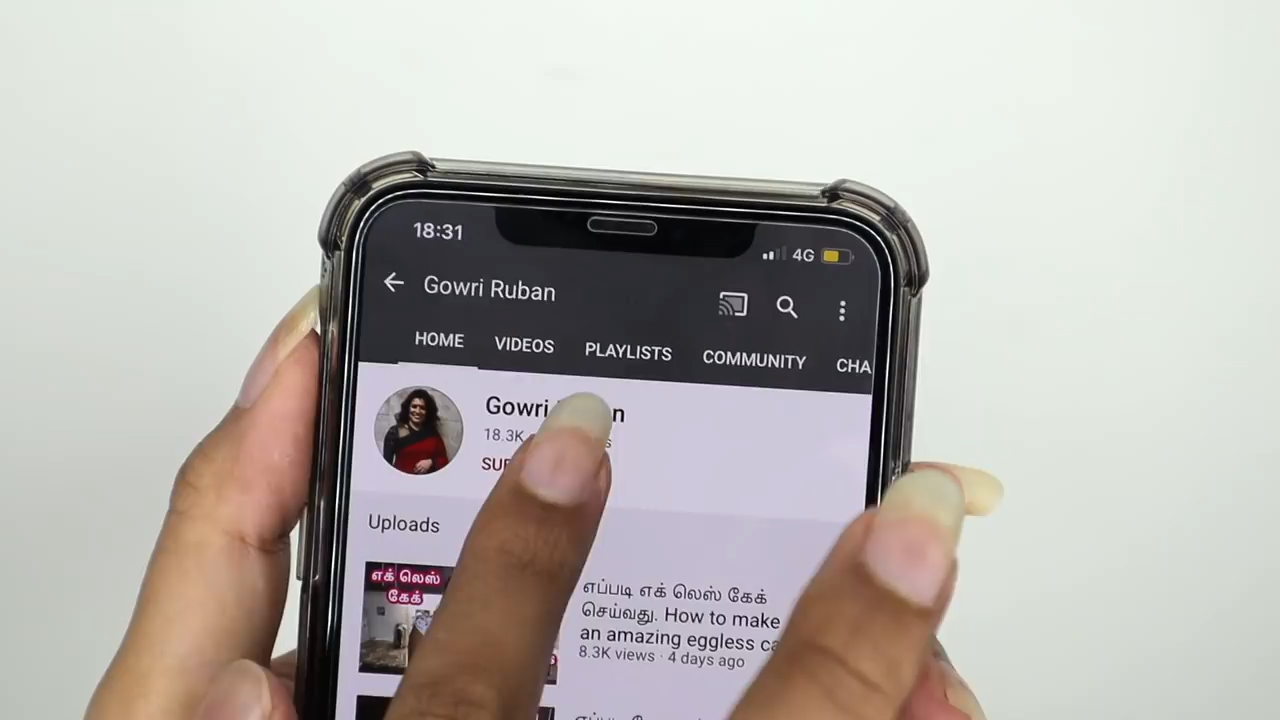 18:31
4G
Gowri Ruban
HOME VIDEOS PLAYLISTS COMMUNITY CHA
Gowri
18.3K
Uploads
எக் லெஸ்
கேக்
எப்படி எக் லெஸ் கேக்
செய்வது. How to make
an amazing eggless
8.3K views · 4 days ago